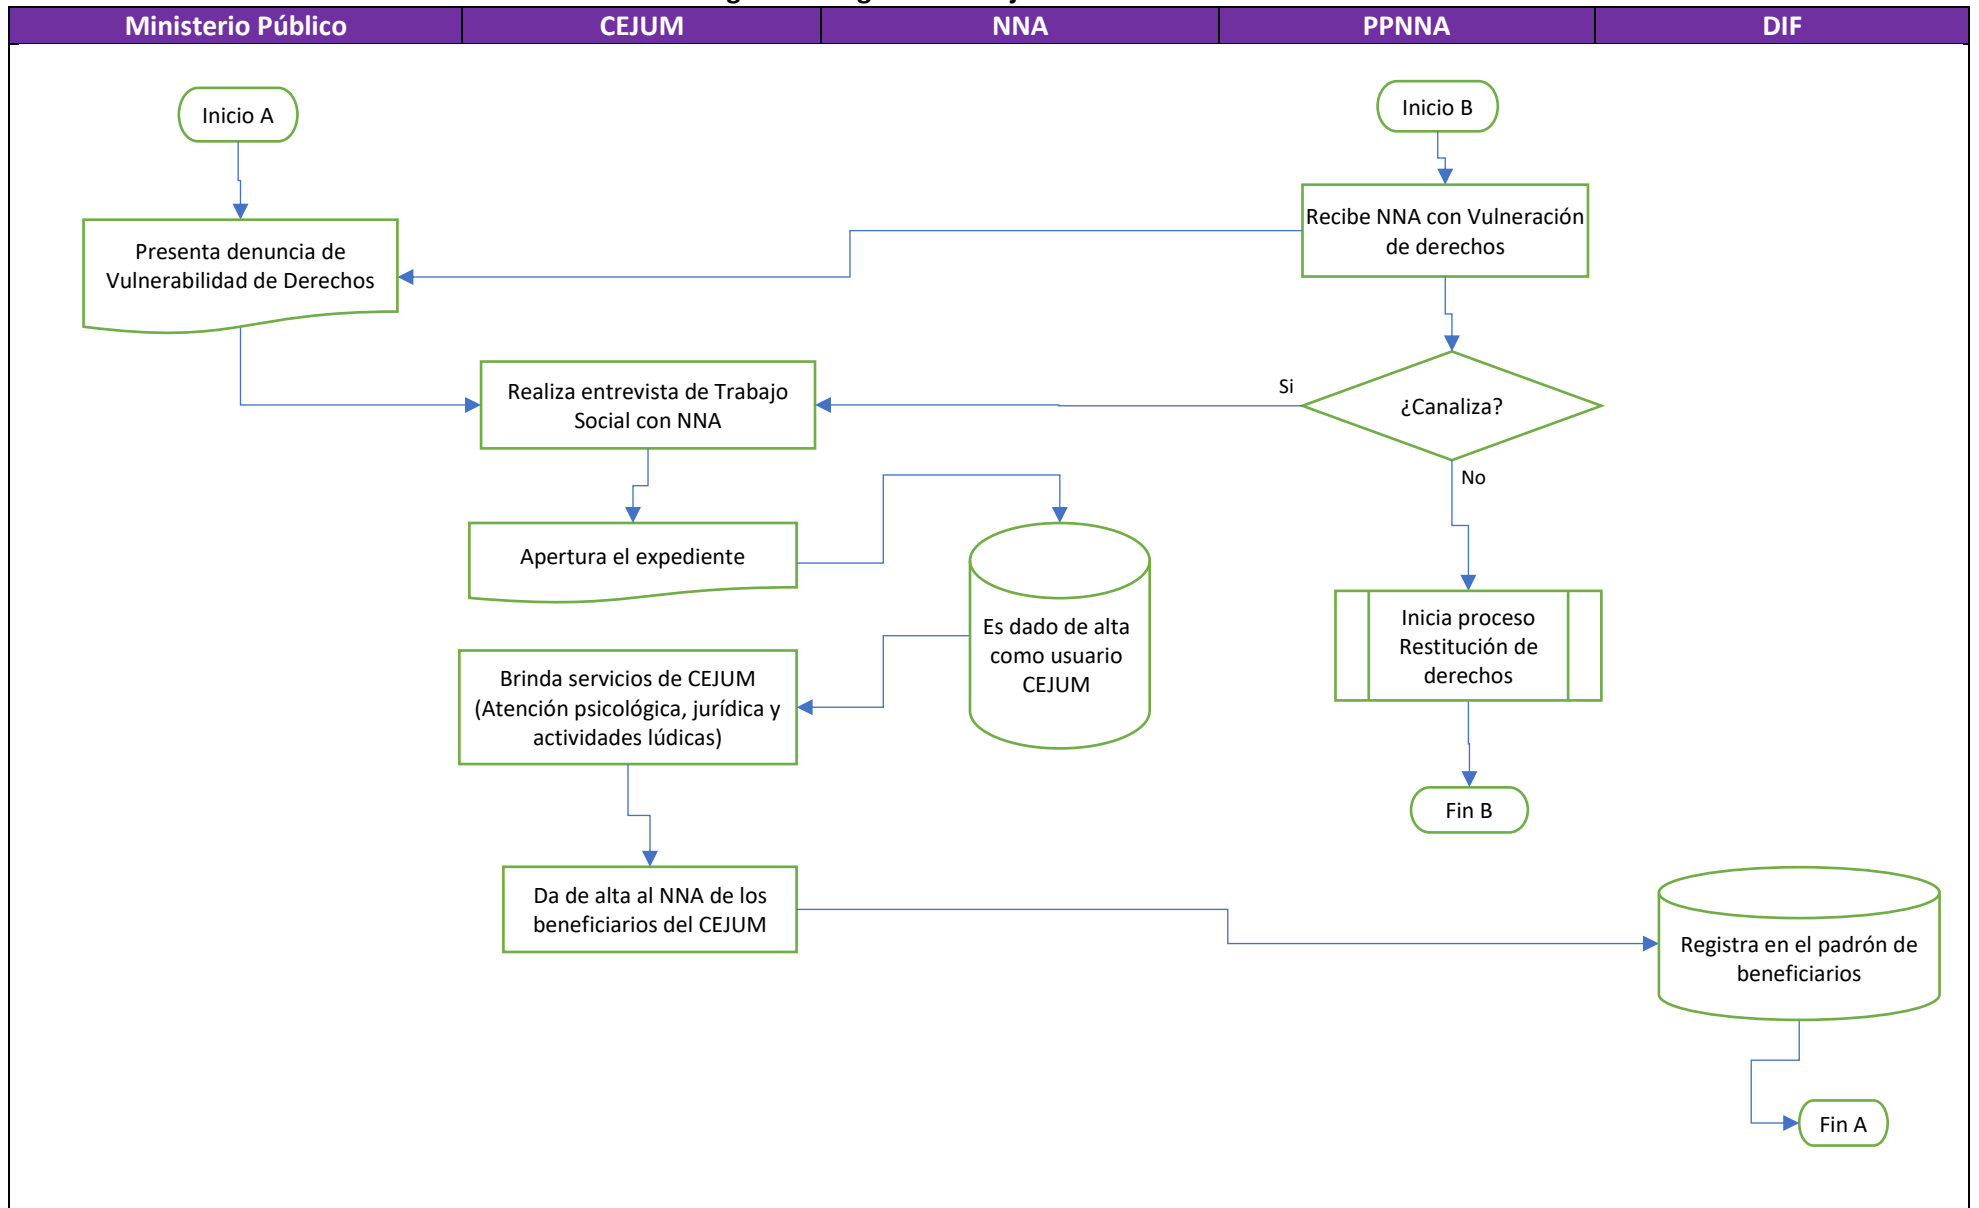 Ministerio Público
CEJUM
NNA
PPNNA
DIF
Inicio A
Inicio B
Recibe NNA con Vulneración
de derechos
Presenta denuncia de
Vulnerabilidad de Derechos
Realiza entrevista de Trabajo
Social con NNA
Si
¿Canaliza?
No
Apertura el expediente
Es dado de alta
como usuario
CEJUM
Inicia proceso
Restitución de
derechos
Brinda servicios de CEJUM
(Atención psicológica, jurídica y
actividades lúdicas)
Fin B
Da de alta al NNA de los
beneficiarios del CEJUM
Registra en el padrón de
beneficiarios
Fin A